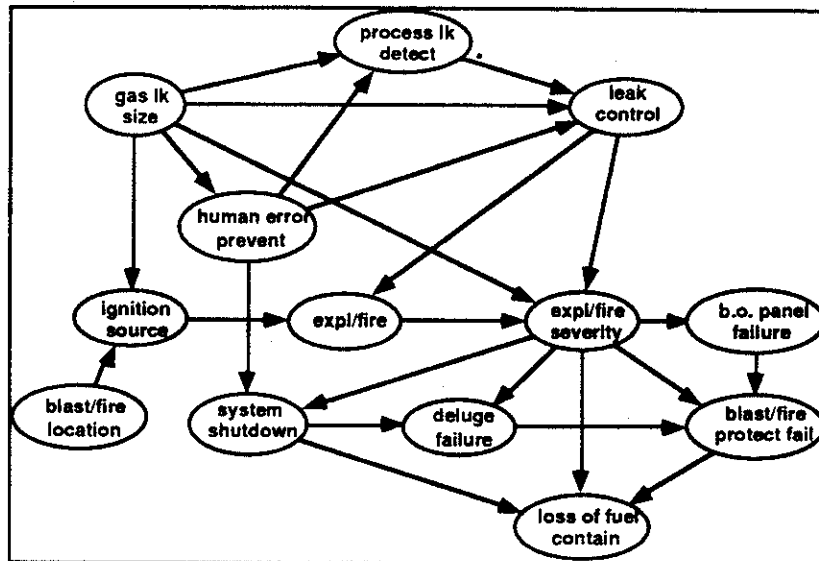 process lk
detect
gas lk
size
leak
control
human error
prevent
ignition
source
expl/fire
expl/fire
severity
b.o. panel
failure
blast/fire
location
system
shutdown
deluge
failure
blast/fire
protect fail
loss of fuel
contain